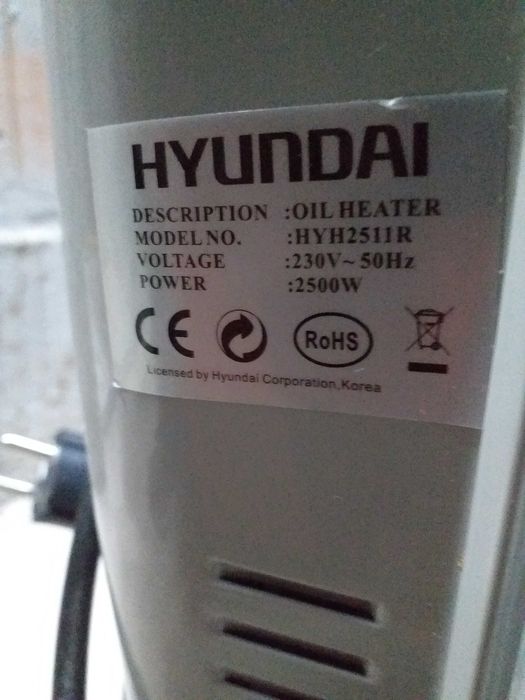 HYUNDAI
DESCRIPTION :OIL HEATER
MODEL NO. :HYH2511R
VOLTAGE :230V~ 50Hz
POWER :2500W
CE RoHS
Licensed by Hyundai Corporation,Korea